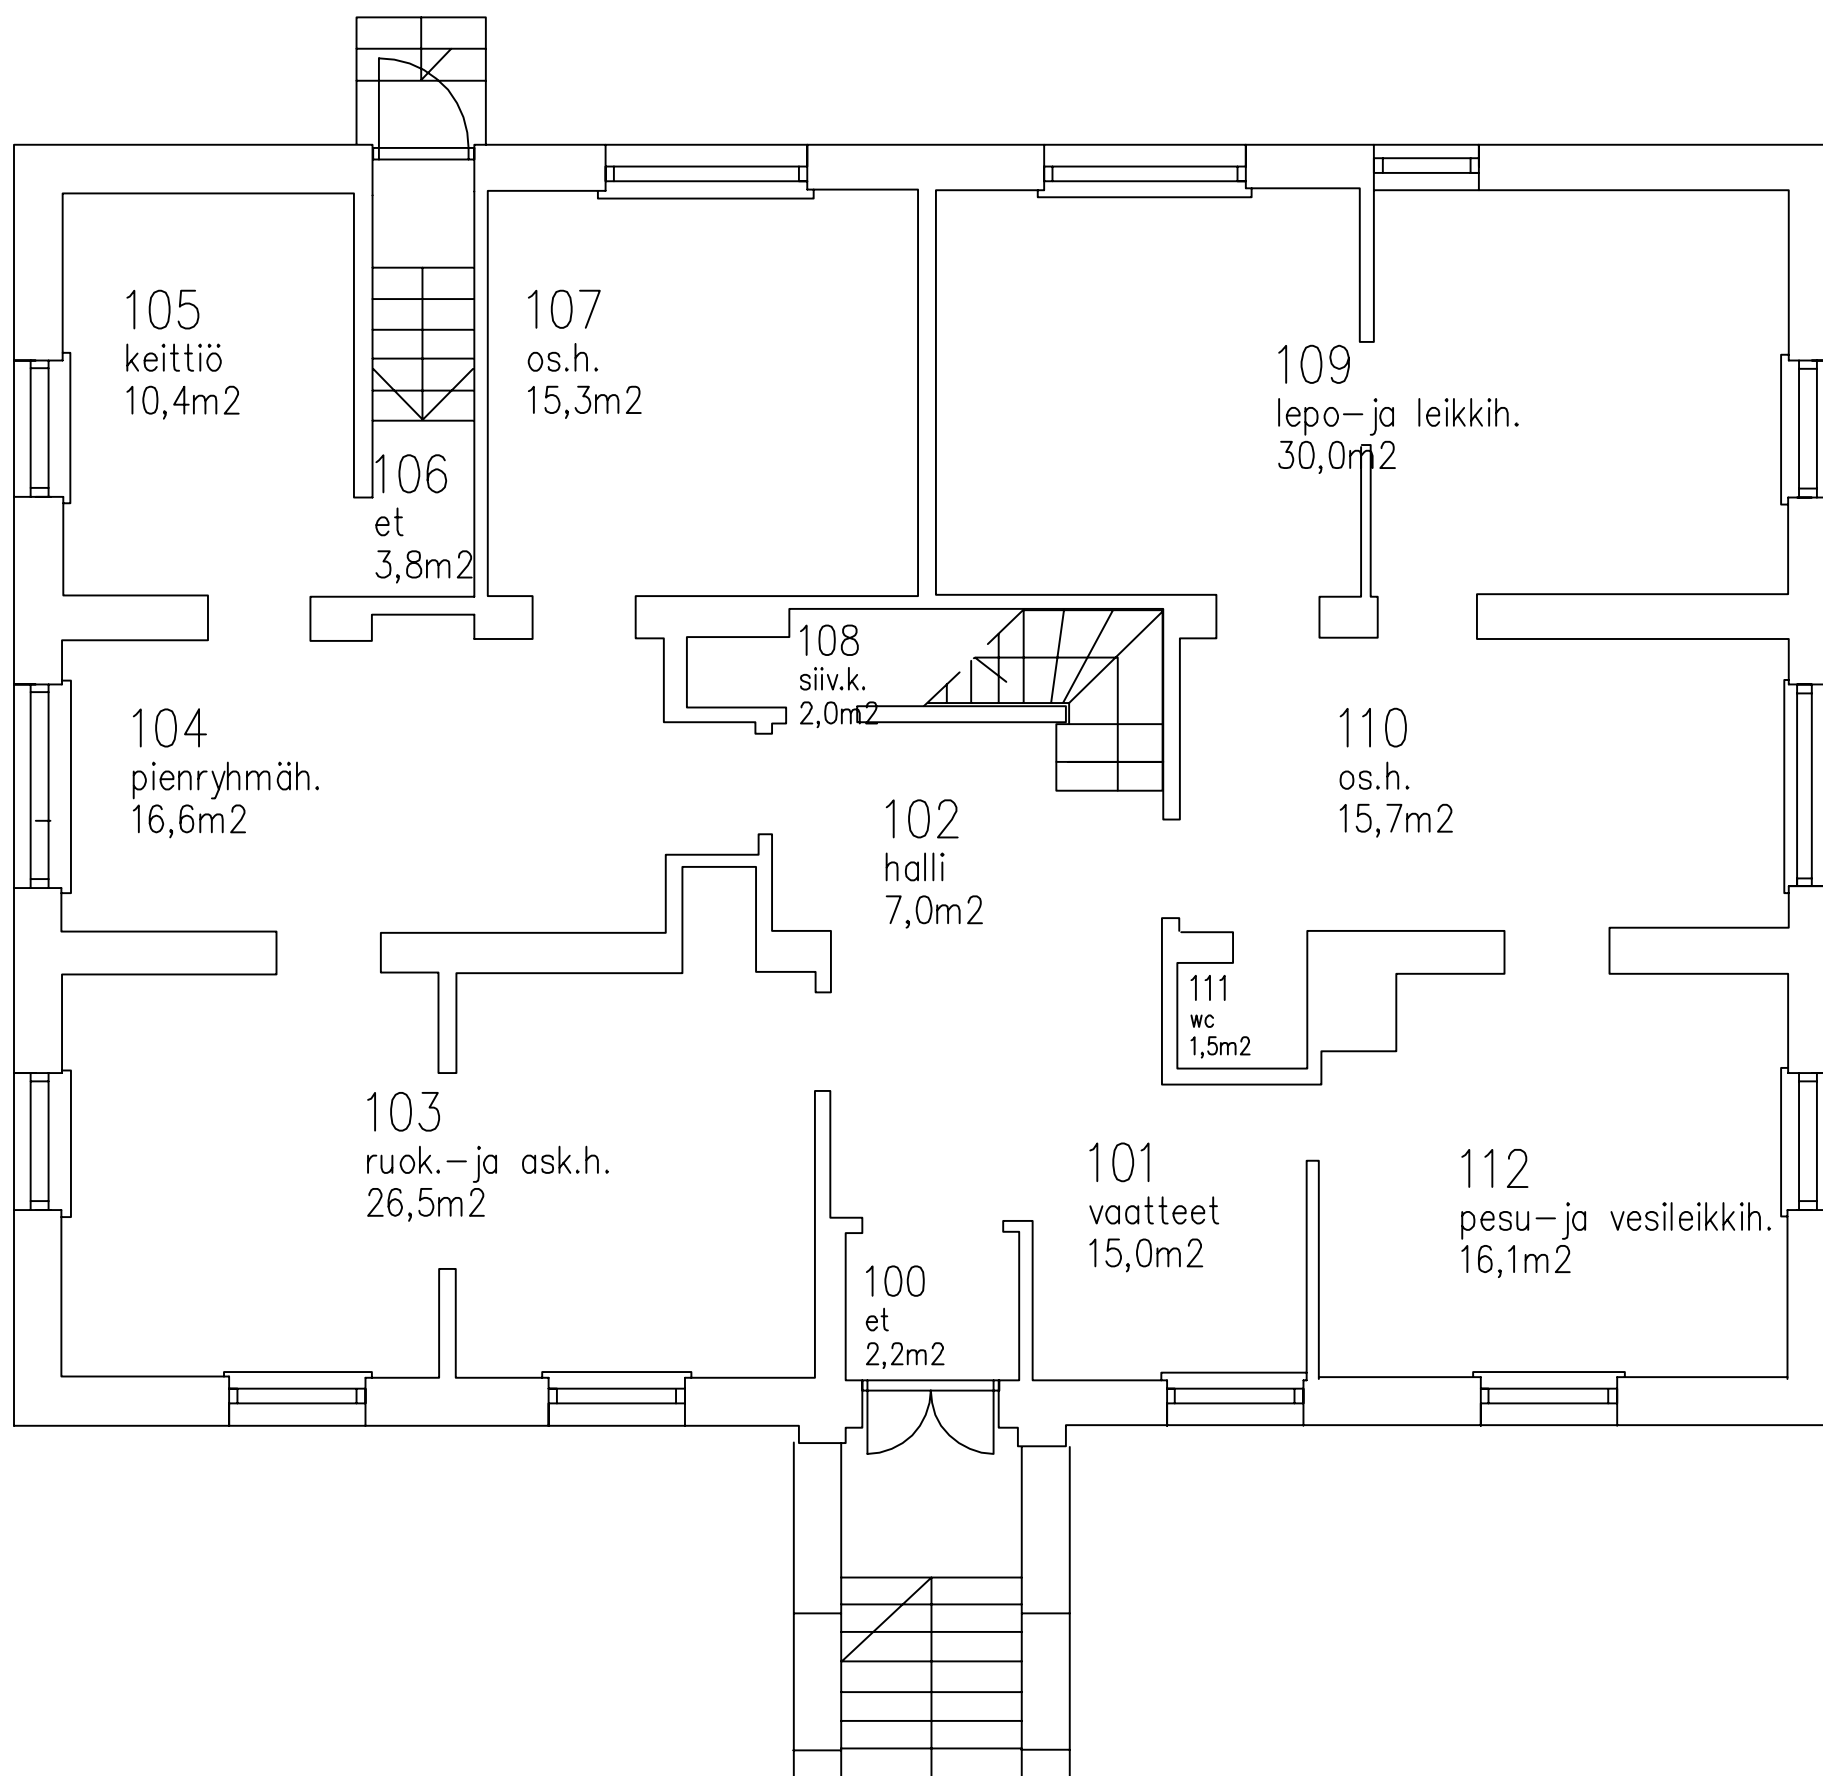 105
keittiö
10,4m2
107
os.h.
15,3m2
109
lepo-ja leikkih.
30,0m2
106
et
3,8m2
108
siiv.k.
2,0m2
104
pienryhmäh.
16,6m2
110
os.h.
15,7m2
102
halli
7,0m2
111
wc
1,5m2
103
ruok.-ja ask.h.
26,5m2
101
vaatteet
15,0m2
112
pesu-ja vesileikkih.
16,1m2
100
et
2,2m2